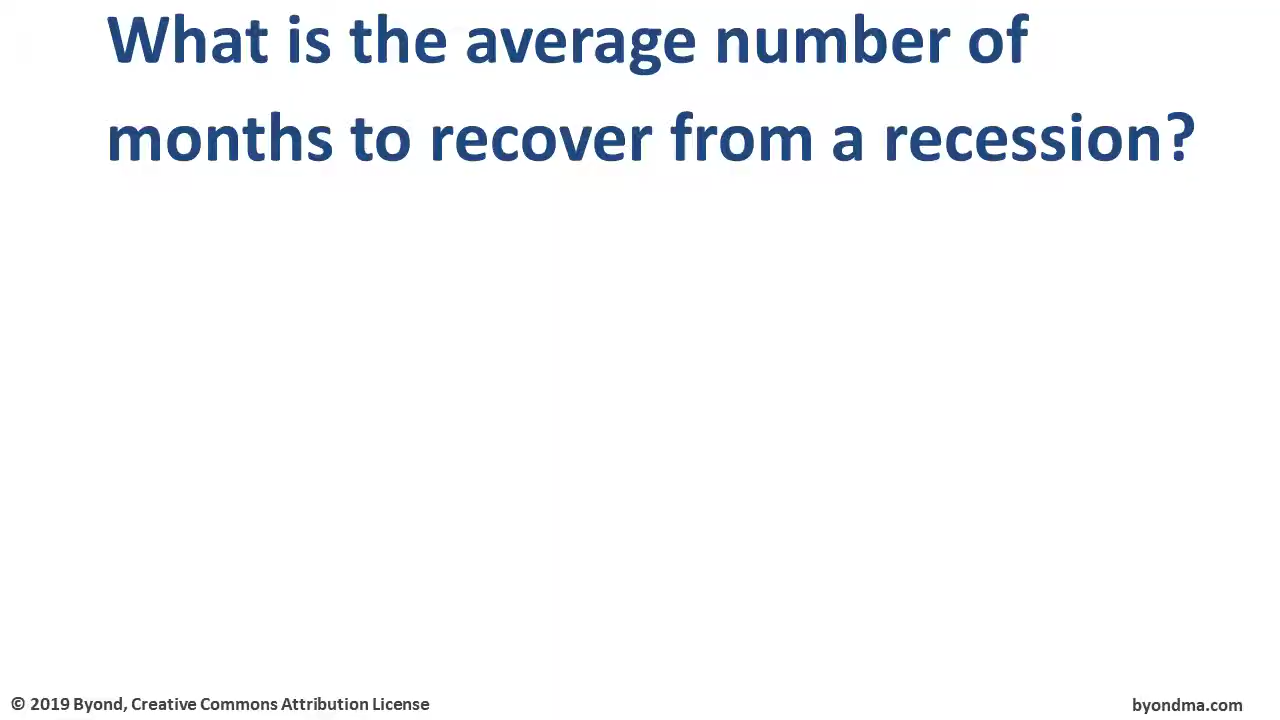 What is the average number of
months to recover from a recession?
© 2019 Byond, Creative Commons Attribution License
byondma.com